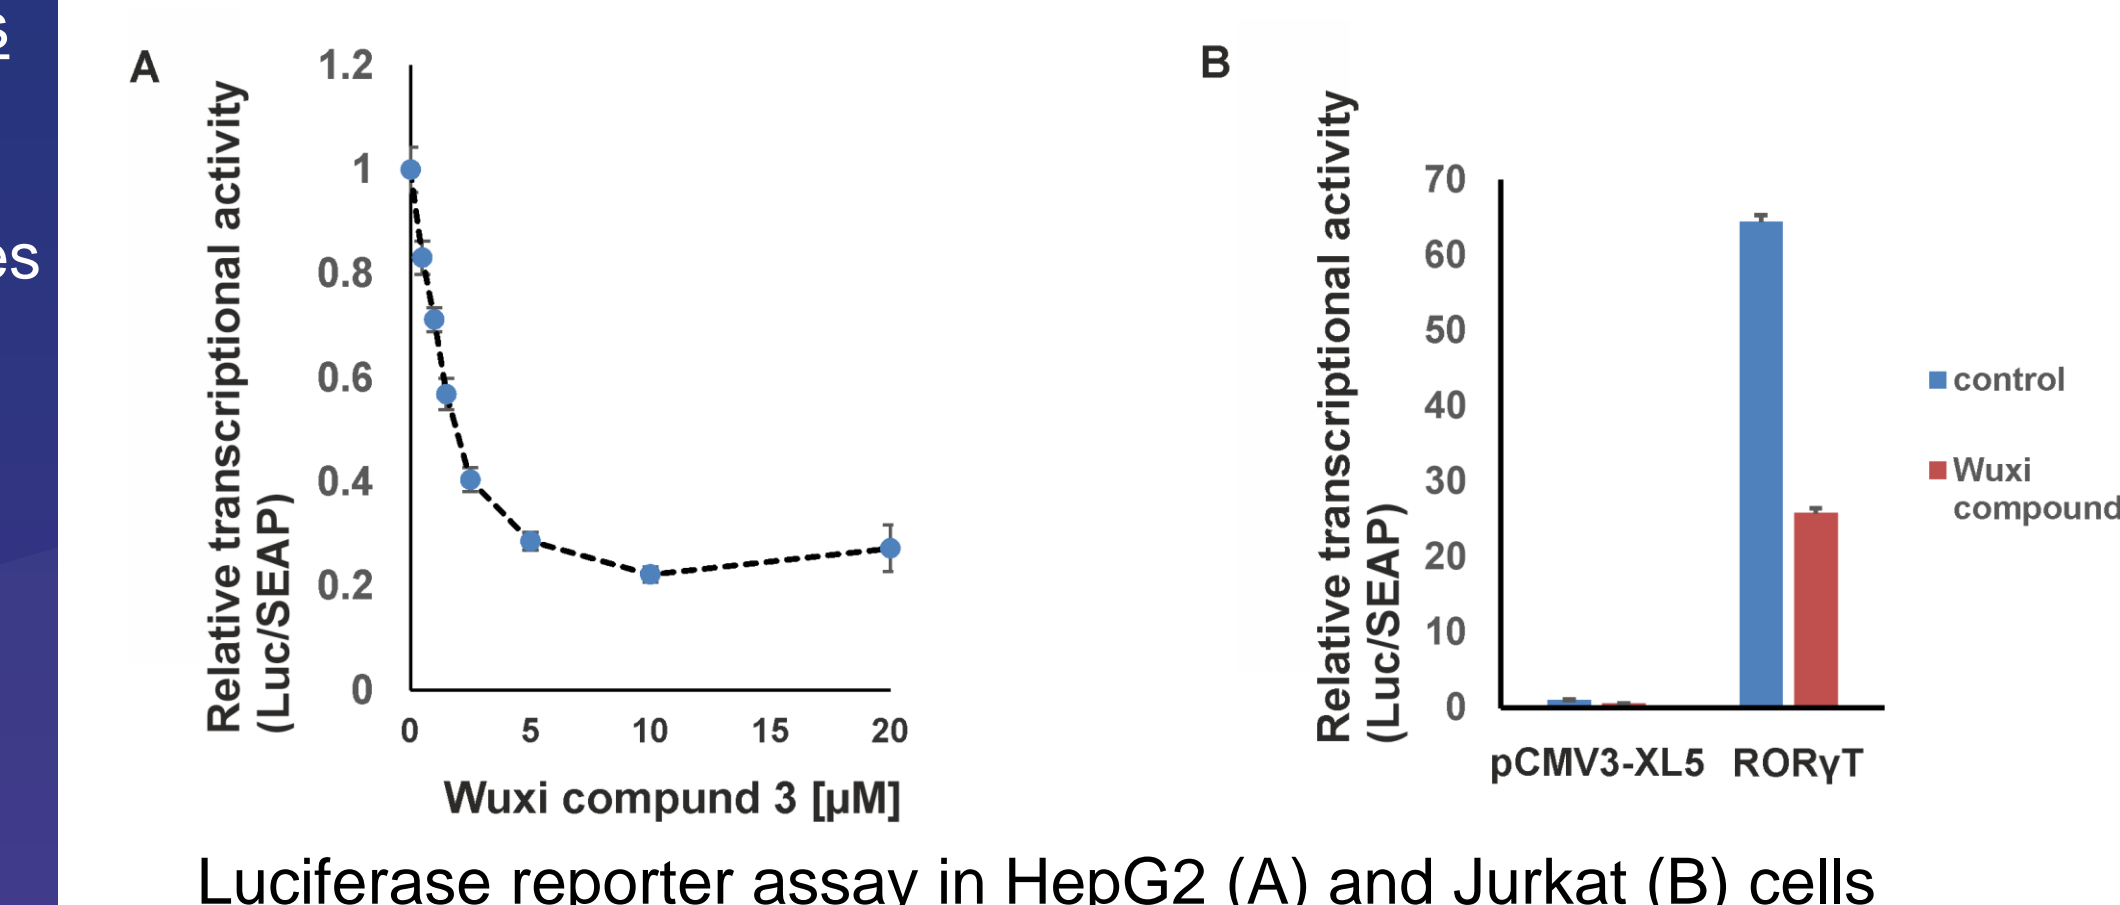 s
es
A
Relative transcriptional activity
(Luc/SEAP)
1.2
1
0.8
0.6
0.4
0.2
0
0 5 10 15 20
Wuxi compund 3 [µM]
B
Relative transcriptional activity
(Luc/SEAP)
70
60
50
40
30
20
10
0
pCMV3-XL5 RORγT
control
Wuxi
compound
Luciferase reporter assay in HepG2 (A) and Jurkat (B) cells